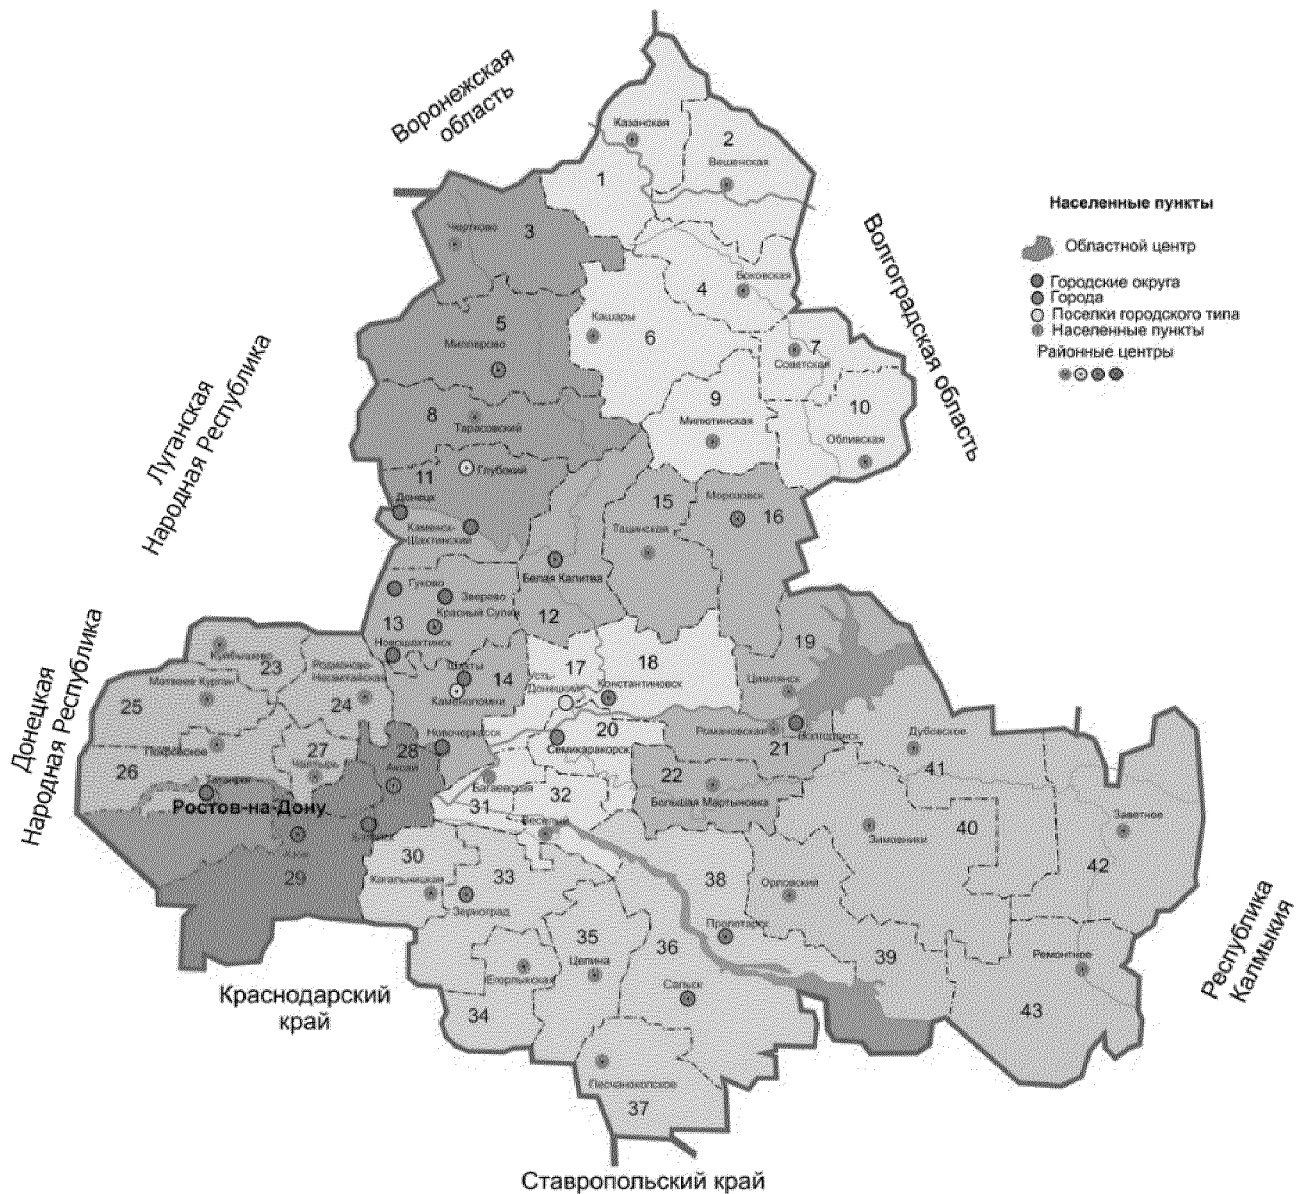 Воронежская
область
Казанская
2
Вешенская
1
Чертково
3
Населенные пункты
Областной центр
Городские округа
Города
Поселки городского типа
Населенные пункты
Районные центры
Волгоградская область
Боковская
4
5
Кашары
6
7
Советская
Миллерово
Луганская
Народная Республика
8
Тарасовский
9
Милютинская
10
Обливская
11
Глубокий
Донецк
Каменск-
Шахтинский
15
Морозовск
16
Тацинская
Белая Калитва
12
Гуково
Зверево
Красный Сулин
13
Новошахтинск
Шахты
Каменоломни
14
17
Усть-
Донецкий
18
Константиновск
19
Цимлянск
Донецкая
Народная Республика
Куйбышево
23
Родионово-
Несветайская
24
Матвеев Курган
25
Покровское
26
27
Чалтырь
28
Аксай
Новочеркасск
20
Семикаракорск
Романовская
21
Волгодонск
22
Большая Мартыновка
Дубовское
41
Таганрог
Ростов-на-Дону
Азов
Батайск
29
Багаевская
31
32
Веселый
Зимовники
40
Заветное
42
30
Кагальницкая
33
Зерноград
38
Орловский
Пролетарск
35
Целина
36
Сальск
39
Ремонтное
43
Егорлыкская
34
Песчанокопское
37
Краснодарский
край
Республика
Калмыкия
Ставропольский край